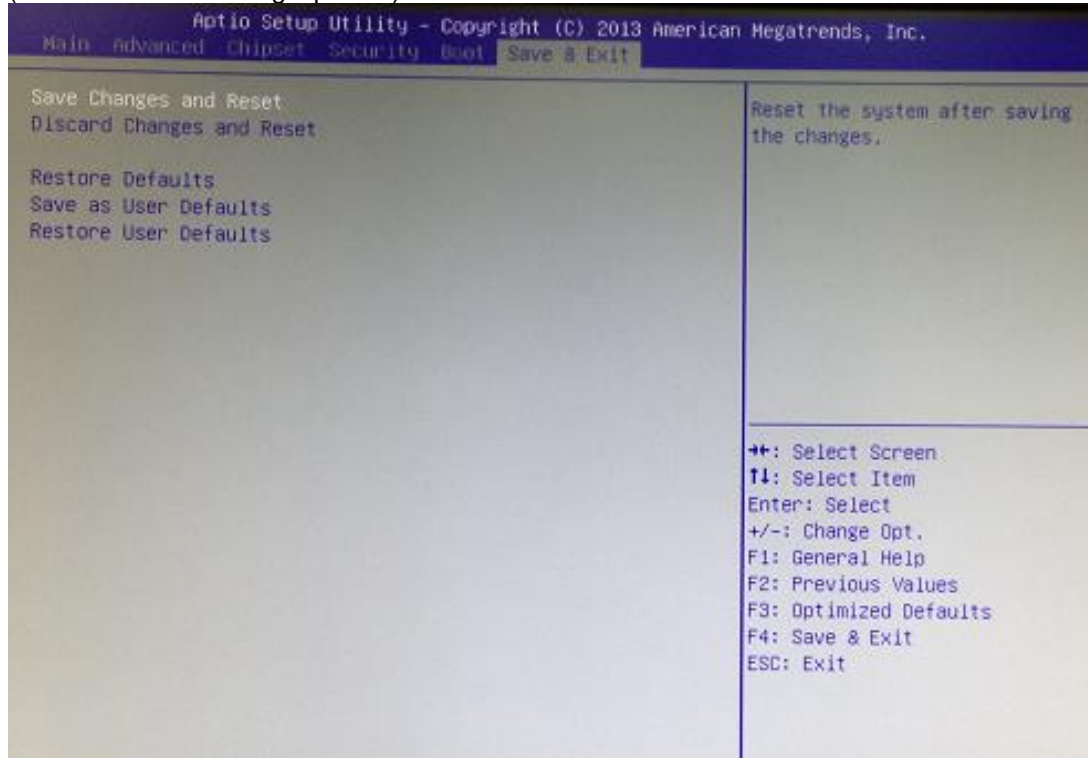 Aptio Setup Utility - Copyright (C) 2013 American Megatrends, Inc.
Main Advanced Chipset Security Boot Save & Exit
Save Changes and Reset
Discard Changes and Reset
Restore Defaults
Save as User Defaults
Restore User Defaults
Reset the system after saving
the changes.
→←: Select Screen
↑↓: Select Item
Enter: Select
+/-: Change Opt.
F1: General Help
F2: Previous Values
F3: Optimized Defaults
F4: Save & Exit
ESC: Exit